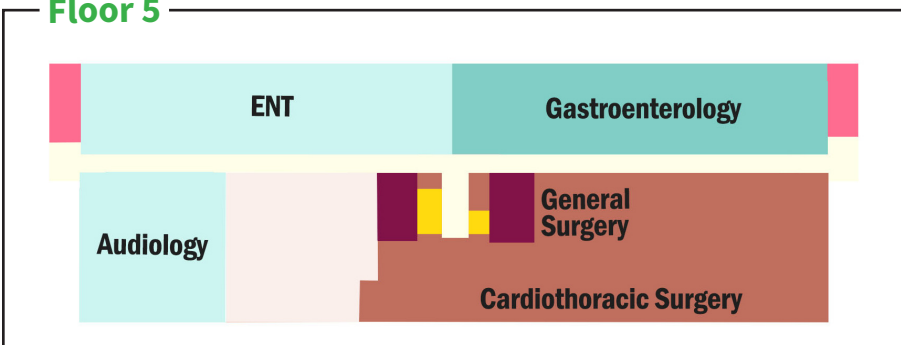 Floor 5
ENT
Gastroenterology
General
Surgery
Audiology
Cardiothoracic Surgery